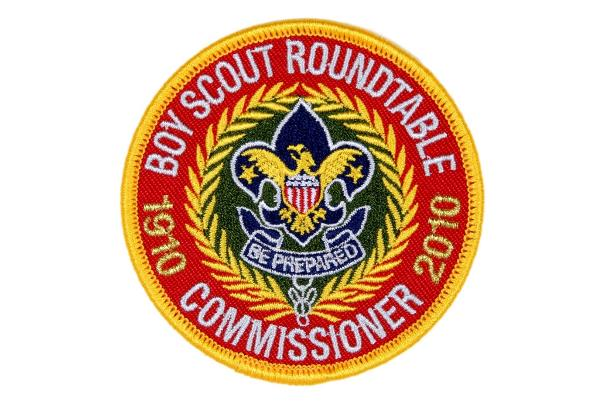 BOY SCOUT ROUNDTABLE
1910
2010
BE PREPARED
COMMISSIONER